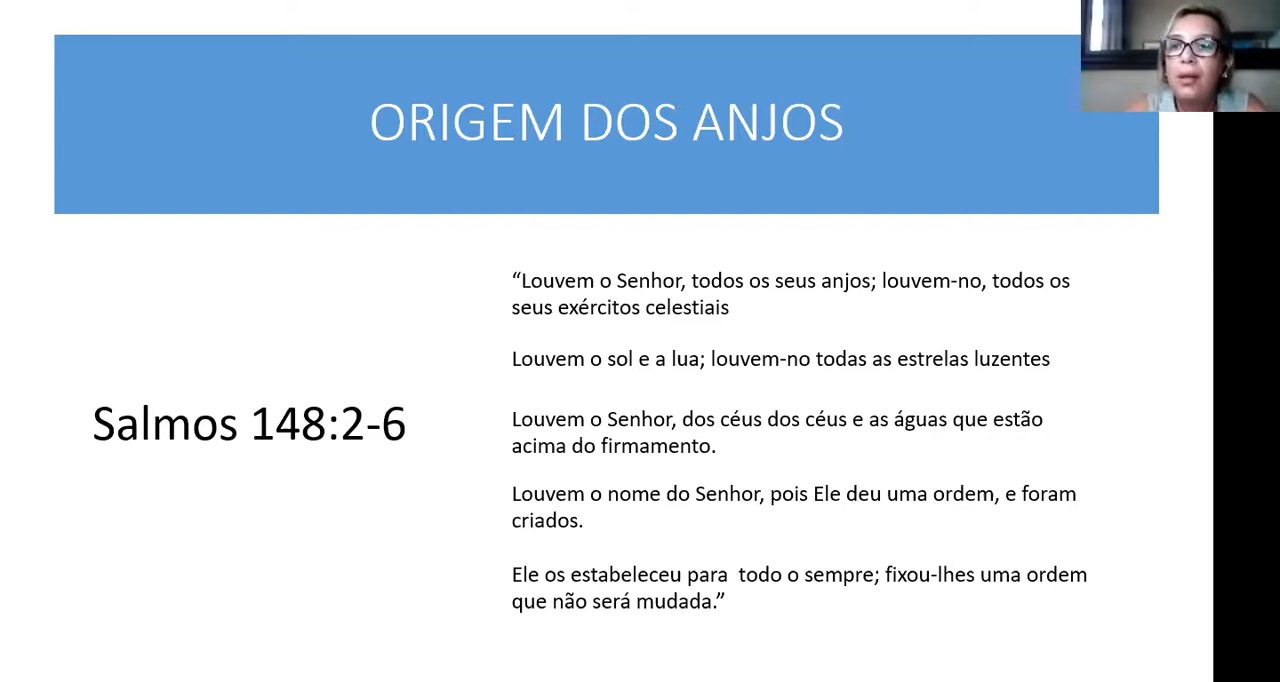 ORIGEM DOS ANJOS
Salmos 148:2-6
“Louvem o Senhor, todos os seus anjos; louvem-no, todos os
seus exércitos celestiais
Louvem o sol e a lua; louvem-no todas as estrelas luzentes
Louvem o Senhor, dos céus dos céus e as águas que estão
acima do firmamento.
Louvem o nome do Senhor, pois Ele deu uma ordem, e foram
criados.
Ele os estabeleceu para  todo o sempre; fixou-lhes uma ordem
que não será mudada.”